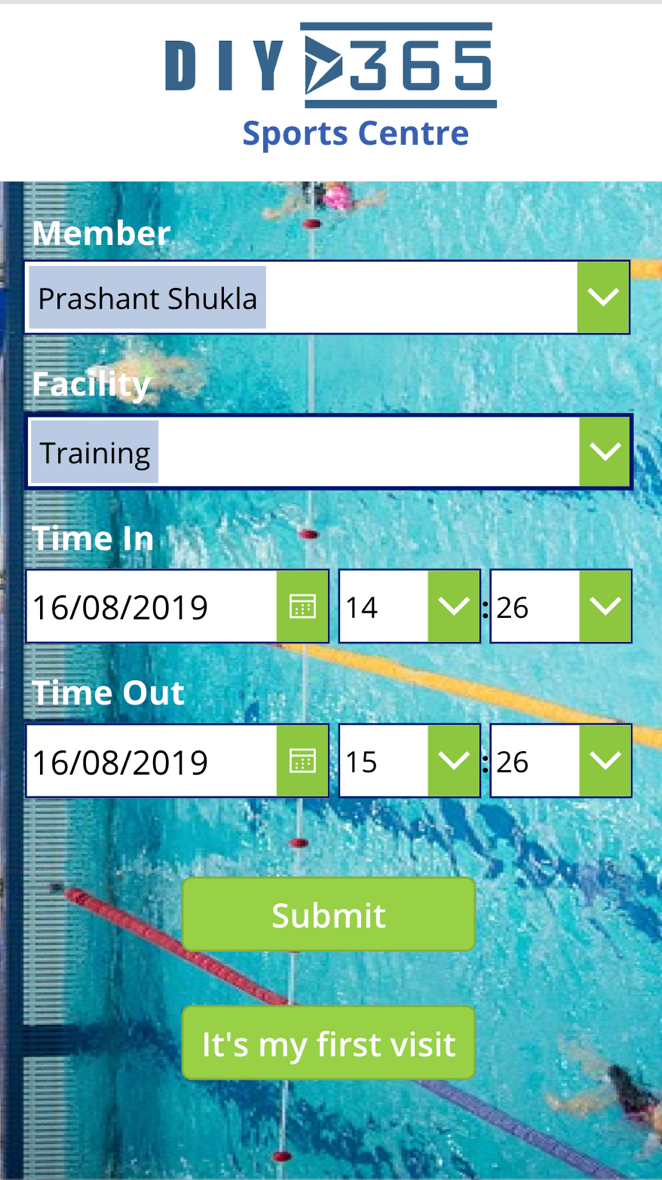 DIY D365
Sports Centre
Member
Prashant Shukla
Facility
Training
Time In
16/08/2019 14 : 26
Time Out
16/08/2019 15 : 26
Submit
It's my first visit